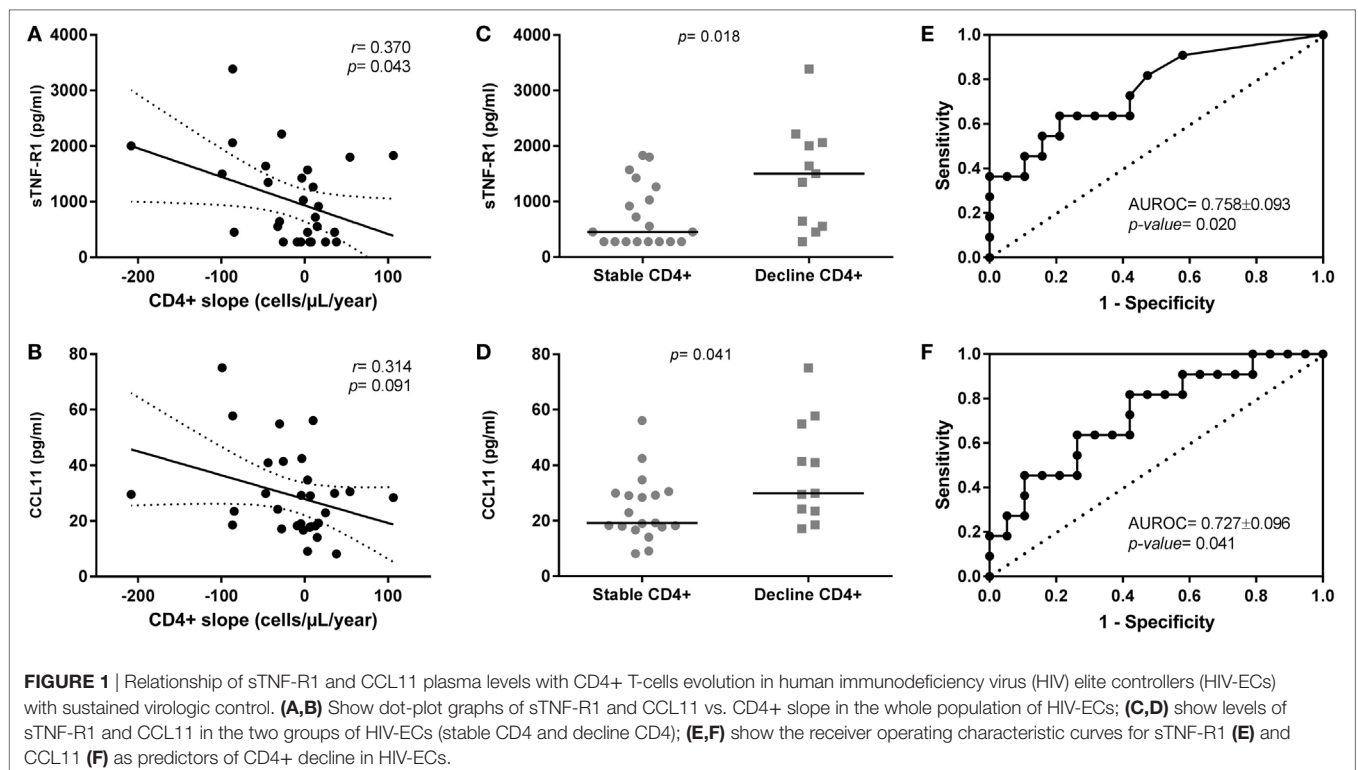 A
r= 0.370
p= 0.043
4000
3000
2000
1000
0
sTNF-R1 (pg/ml)
-200 -100 0 100
CD4+ slope (cells/μL/year)
C
p= 0.018
4000
3000
2000
1000
0
sTNF-R1 (pg/ml)
Stable CD4+ Decline CD4+
E
1.0
0.8
0.6
0.4
0.2
0.0
Sensitivity
AUROC= 0.758±0.093
p-value= 0.020
0.0 0.2 0.4 0.6 0.8 1.0
1 - Specificity
B
r= 0.314
p= 0.091
80
60
40
20
0
CCL11 (pg/ml)
-200 -100 0 100
CD4+ slope (cells/μL/year)
D
p= 0.041
80
60
40
20
0
CCL11 (pg/ml)
Stable CD4+ Decline CD4+
F
1.0
0.8
0.6
0.4
0.2
0.0
Sensitivity
AUROC= 0.727±0.096
p-value= 0.041
0.0 0.2 0.4 0.6 0.8 1.0
1 - Specificity
FIGURE 1 | Relationship of sTNF-R1 and CCL11 plasma levels with CD4+ T-cells evolution in human immunodeficiency virus (HIV) elite controllers (HIV-ECs)
with sustained virologic control. (A,B) Show dot-plot graphs of sTNF-R1 and CCL11 vs. CD4+ slope in the whole population of HIV-ECs; (C,D) show levels of
sTNF-R1 and CCL11 in the two groups of HIV-ECs (stable CD4 and decline CD4); (E,F) show the receiver operating characteristic curves for sTNF-R1 (E) and
CCL11 (F) as predictors of CD4+ decline in HIV-ECs.